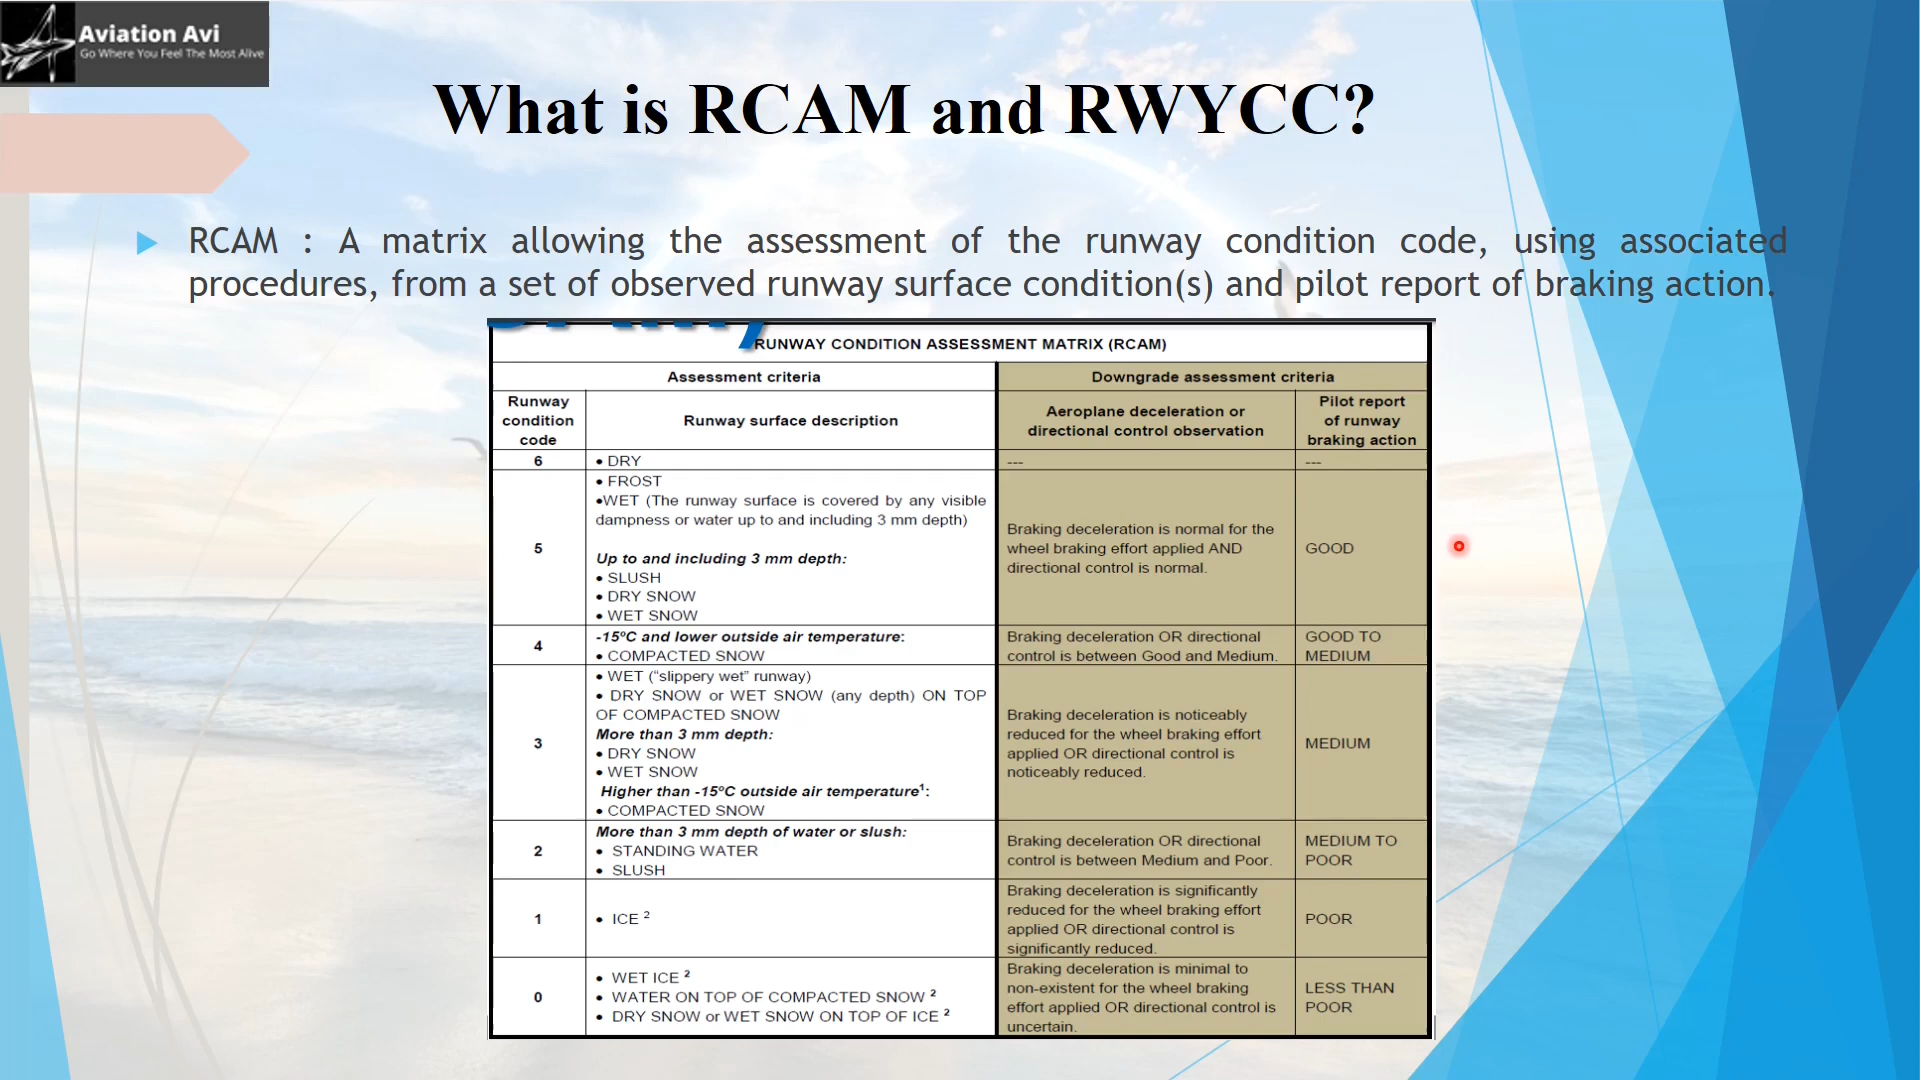 Aviation Avi
Go Where You Feel The Most Alive
What is RCAM and RWYCC?
RCAM : A matrix allowing the assessment of the runway condition code, using associated
procedures, from a set of observed runway surface condition(s) and pilot report of braking action.
RUNWAY CONDITION ASSESSMENT MATRIX (RCAM)
Assessment criteria
Downgrade assessment criteria
Runway
condition
code
Runway surface description
Aeroplane deceleration or
directional control observation
Pilot report
of runway
braking action
6
• DRY
---
---
5
• FROST
•WET (The runway surface is covered by any visible
dampness or water up to and including 3 mm depth)
Up to and including 3 mm depth:
• SLUSH
• DRY SNOW
• WET SNOW
Braking deceleration is normal for the
wheel braking effort applied AND
directional control is normal.
GOOD
4
-15ºC and lower outside air temperature:
• COMPACTED SNOW
Braking deceleration OR directional
control is between Good and Medium.
GOOD TO
MEDIUM
3
• WET (“slippery wet” runway)
• DRY SNOW or WET SNOW (any depth) ON TOP
OF COMPACTED SNOW
More than 3 mm depth:
• DRY SNOW
• WET SNOW
Higher than -15ºC outside air temperature¹:
• COMPACTED SNOW
Braking deceleration is noticeably
reduced for the wheel braking effort
applied OR directional control is
noticeably reduced.
MEDIUM
2
More than 3 mm depth of water or slush:
• STANDING WATER
• SLUSH
Braking deceleration OR directional
control is between Medium and Poor.
MEDIUM TO
POOR
1
• ICE ²
Braking deceleration is significantly
reduced for the wheel braking effort
applied OR directional control is
significantly reduced.
POOR
0
• WET ICE ²
• WATER ON TOP OF COMPACTED SNOW ²
• DRY SNOW or WET SNOW ON TOP OF ICE ²
Braking deceleration is minimal to
non-existent for the wheel braking
effort applied OR directional control is
uncertain.
LESS THAN
POOR